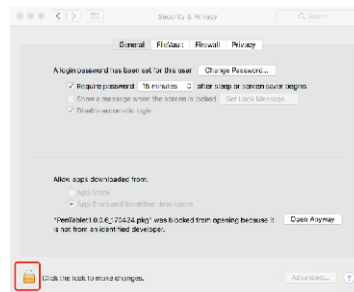 Security & Privacy
Search
General FileVault Firewall Privacy
A login password has been set for this user Change Password...
Require password 15 minutes after sleep or screen saver begins
Show a message when the screen is locked Set Lock Message...
Disable automatic login
Allow apps downloaded from:
App Store
App Store and identified developers
"PenTablet1.0.0.6_170424.pkg" was blocked from opening because it Open Anyway
is not from an identified developer.
Click the lock to make changes.
Advanced... ?